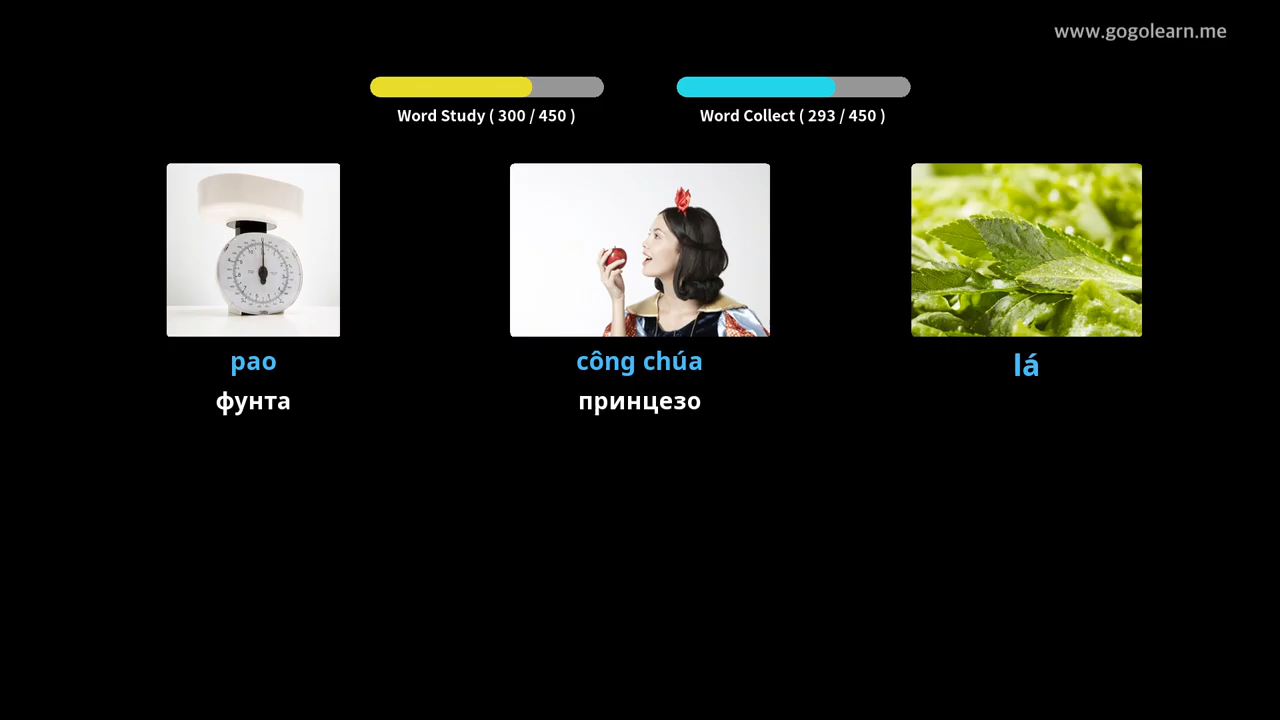 www.gogolearn.me
Word Study ( 300 / 450 )
Word Collect ( 293 / 450 )
pao
công chúa
lá
фунта
принцезо